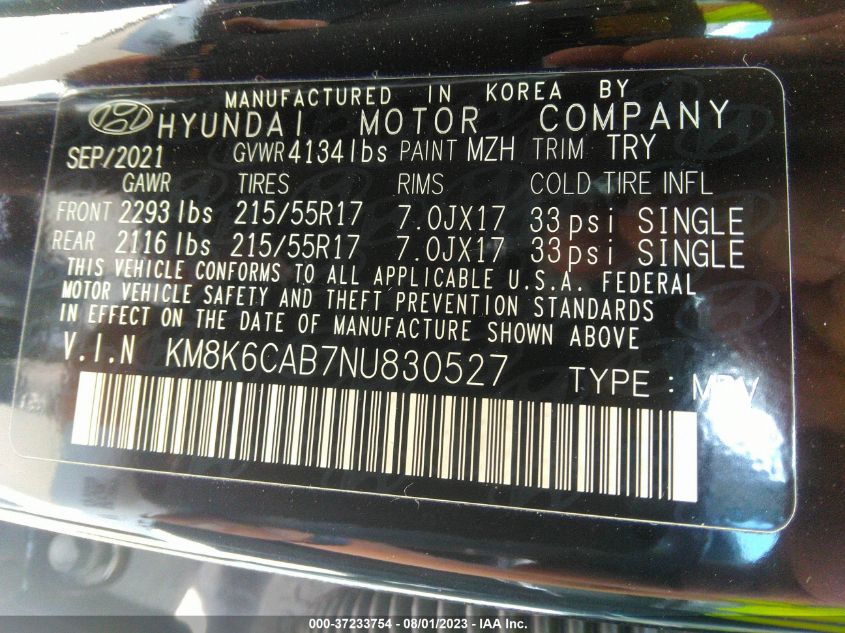 MANUFACTURED IN KOREA BY
HYUNDAI MOTOR COMPANY
SEP/2021 GVWR 4134lbs PAINT MZH TRIM TRY
GAWR TIRES RIMS COLD TIRE INFL
FRONT 2293 lbs 215/55R17 7.0JX17 33psi SINGLE
REAR 2116 lbs 215/55R17 7.0JX17 33psi SINGLE
THIS VEHICLE CONFORMS TO ALL APPLICABLE U.S.A. FEDERAL
MOTOR VEHICLE SAFETY AND THEFT PREVENTION STANDARDS
IN EFFECT ON THE DATE OF MANUFACTURE SHOWN ABOVE
V.I.N KM8K6CAB7NU830527 TYPE : MPV
000-37233754 - 08/01/2023 - IAA Inc.